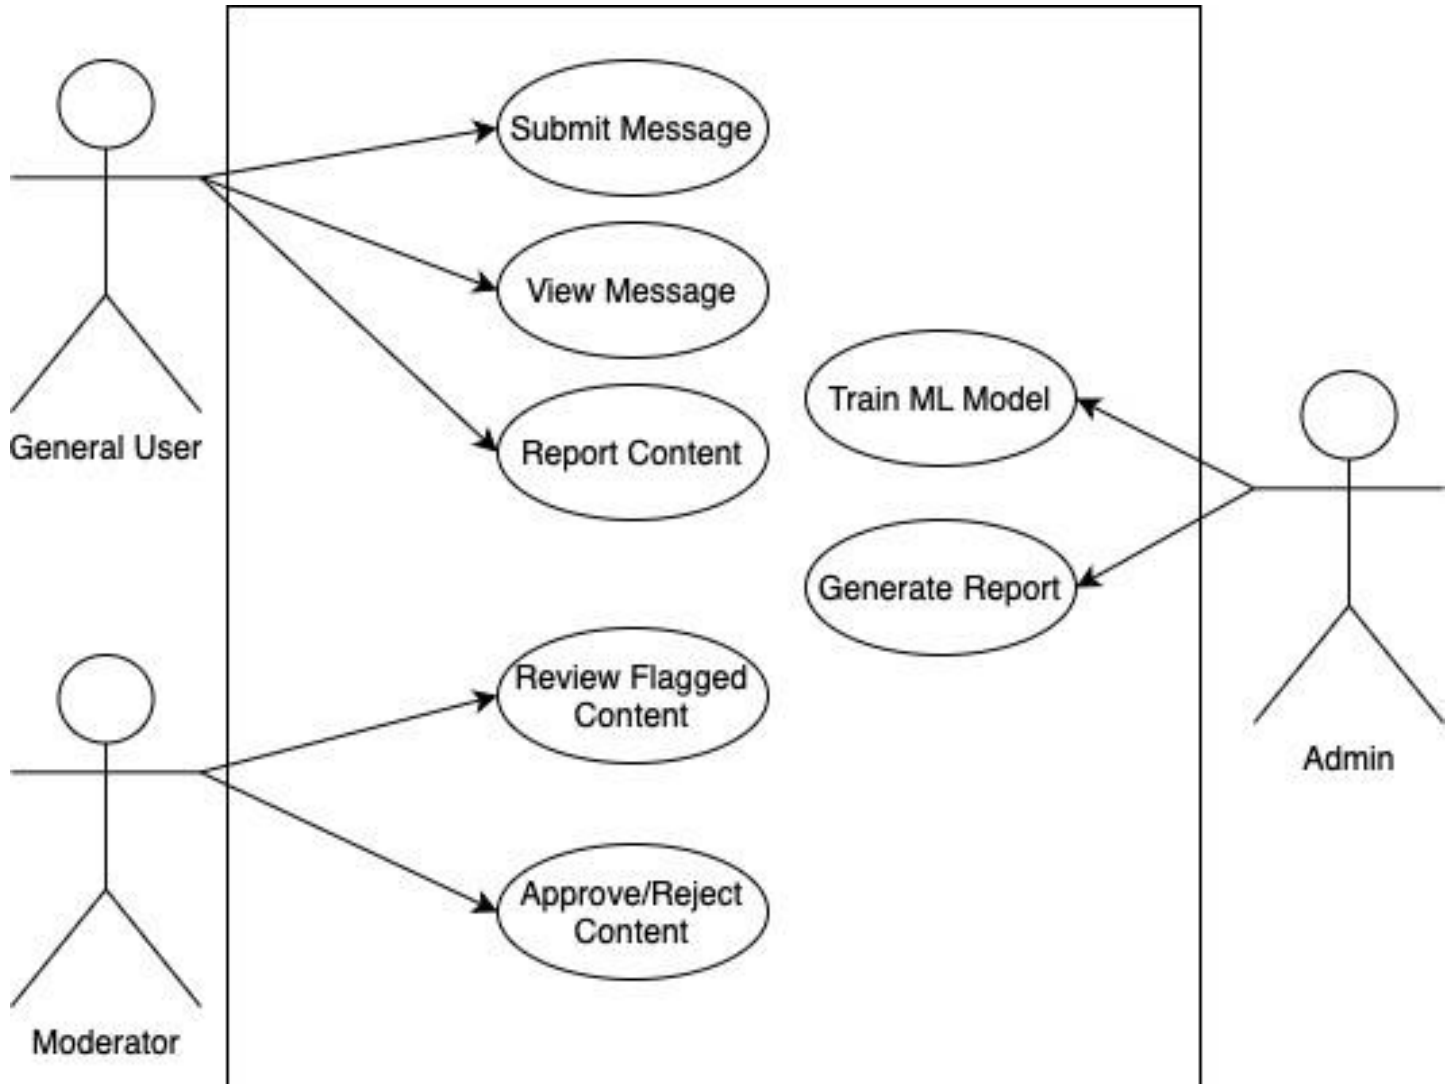 Submit Message
View Message
Report Content
General User
Train ML Model
Generate Report
Admin
Review Flagged
Content
Approve/Reject
Content
Moderator